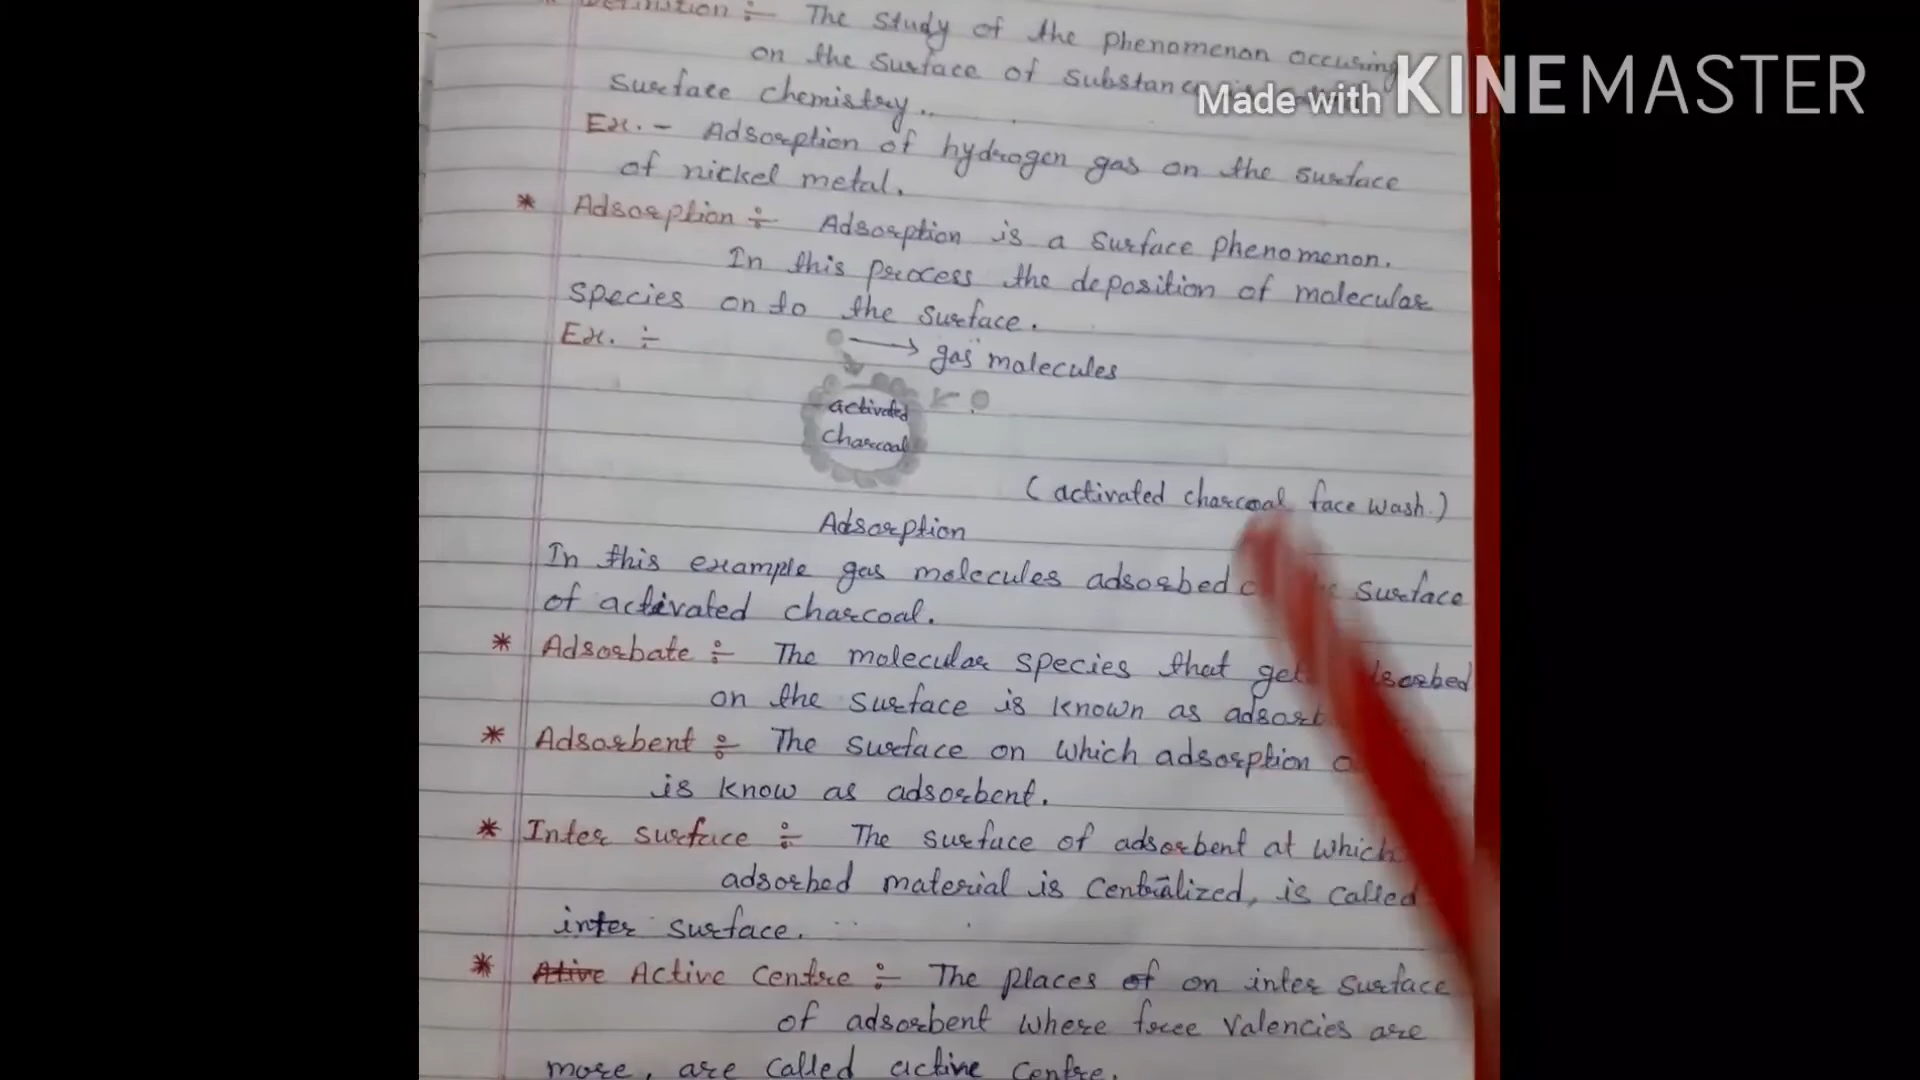 Definition :- The study of the phenomenon occuring
on the surface of substance
surface chemistry..
Made with KINEMASTER
Ex. - Adsorption of hydrogen gas on the surface
of nickel metal.
* Adsorption :- Adsorption is a surface phenomenon.
In this process the deposition of molecular
species on to the surface.
Ex. :-
gas molecules
activated
charcoal
(activated charcoal face wash.)
Adsorption
In this example gas molecules adsorbed surface
of activated charcoal.
* Adsorbate :- The molecular species that get
on the surface is known as
* Adsorbent :- The surface on which adsorption
is know as adsorbent.
* Inter surface :- The surface of adsorbent at which
adsorbed material is centralized, is called
inter surface.
* Active centre :- The places of on inter surface
of adsorbent where free valencies are
more, are called active centre.